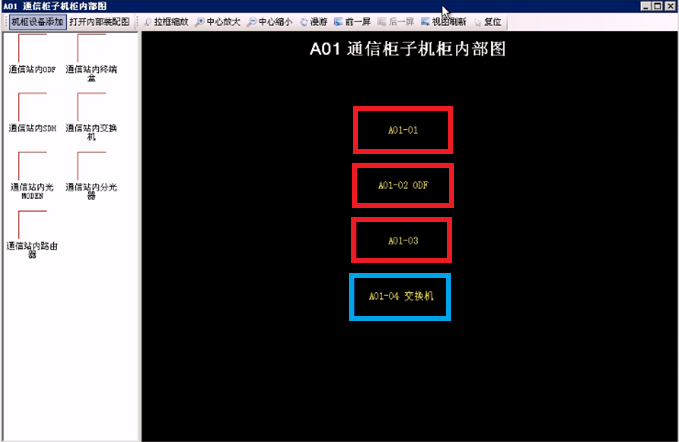 A01 通信柜子机柜内部图
机柜设备添加 打开内部装配图 拉框缩放 中心放大 中心缩小 漫游 前一屏 后一屏 视图刷新 复位
通信站内ODF
通信站内终端
盒
通信站内SDH
通信站内交换
机
通信站内光
MODEN
通信站内分光
器
通信站内路由
器
A01 通信柜子机柜内部图
A01-01
A01-02 ODF
A01-03
A01-04 交换机